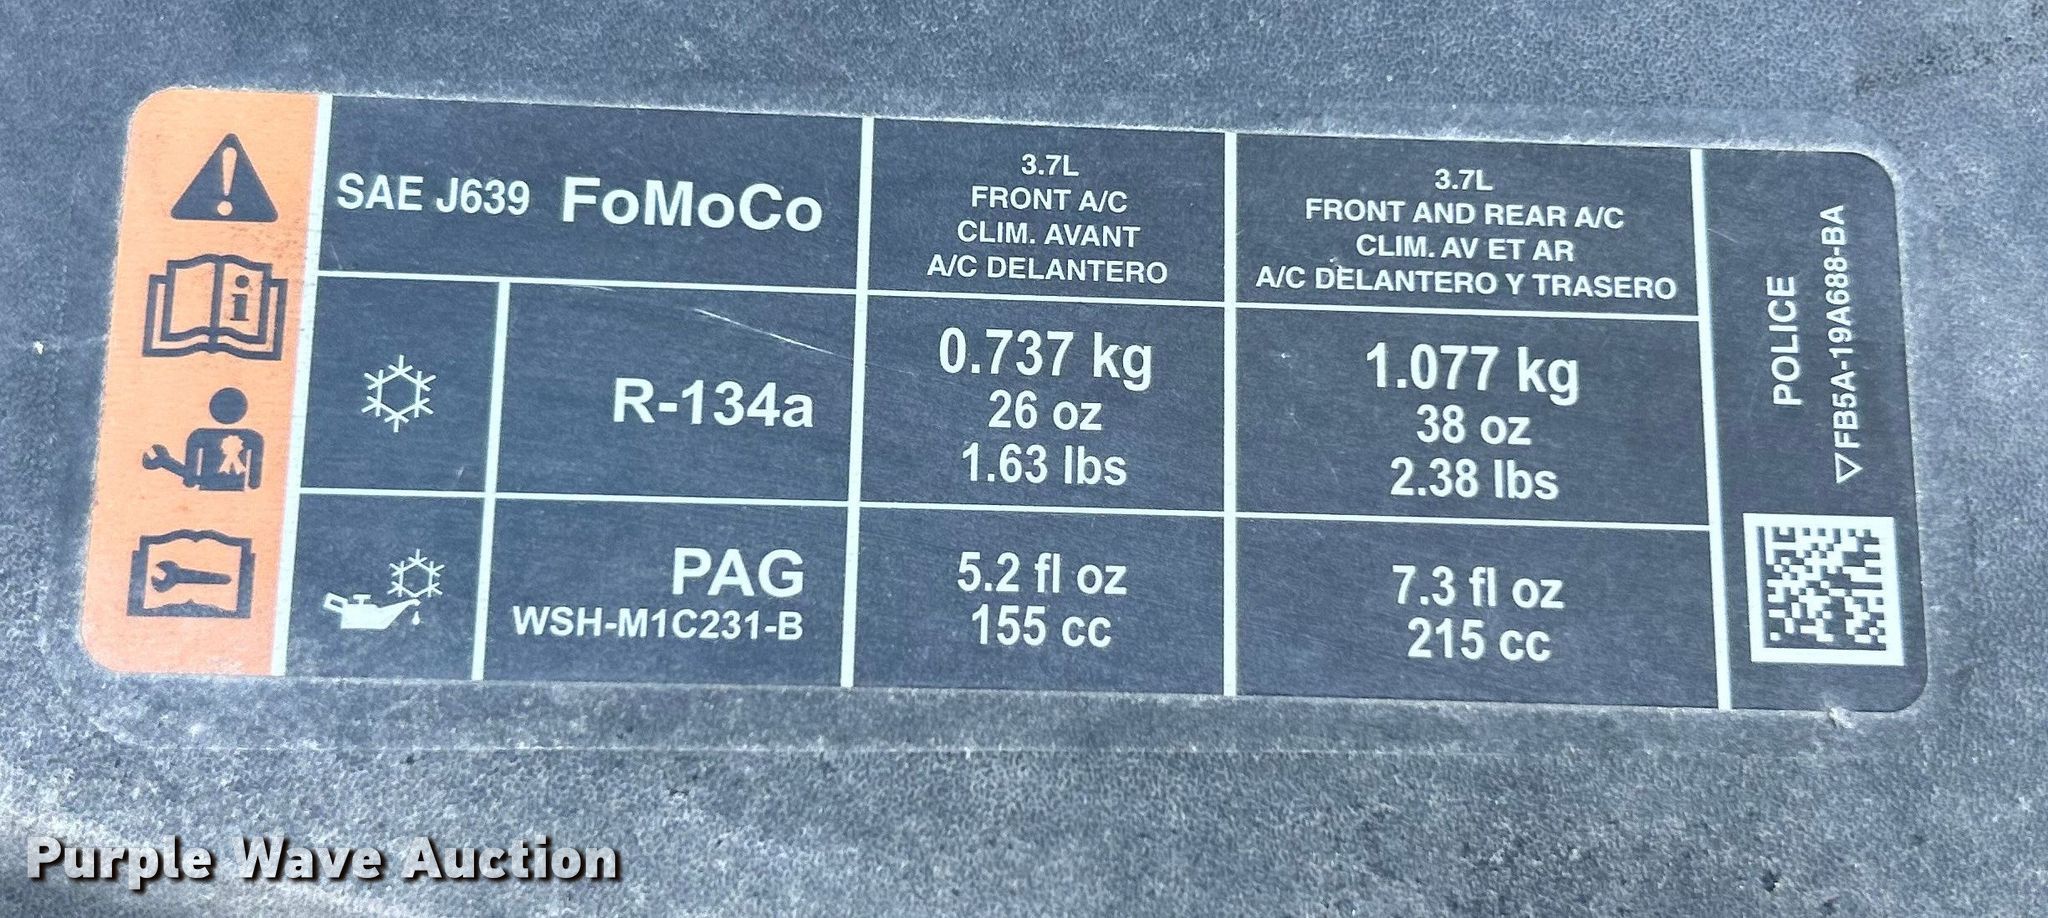 SAE J639 FoMoCo
3.7L
FRONT A/C
CLIM. AVANT
A/C DELANTERO
3.7L
FRONT AND REAR A/C
CLIM. AV ET AR
A/C DELANTERO Y TRASERO
R-134a
0.737 kg
26 oz
1.63 lbs
1.077 kg
38 oz
2.38 lbs
PAG
WSH-M1C231-B
5.2 fl oz
155 cc
7.3 fl oz
215 cc
POLICE
▽FB5A-19A688-BA
Purple Wave Auction